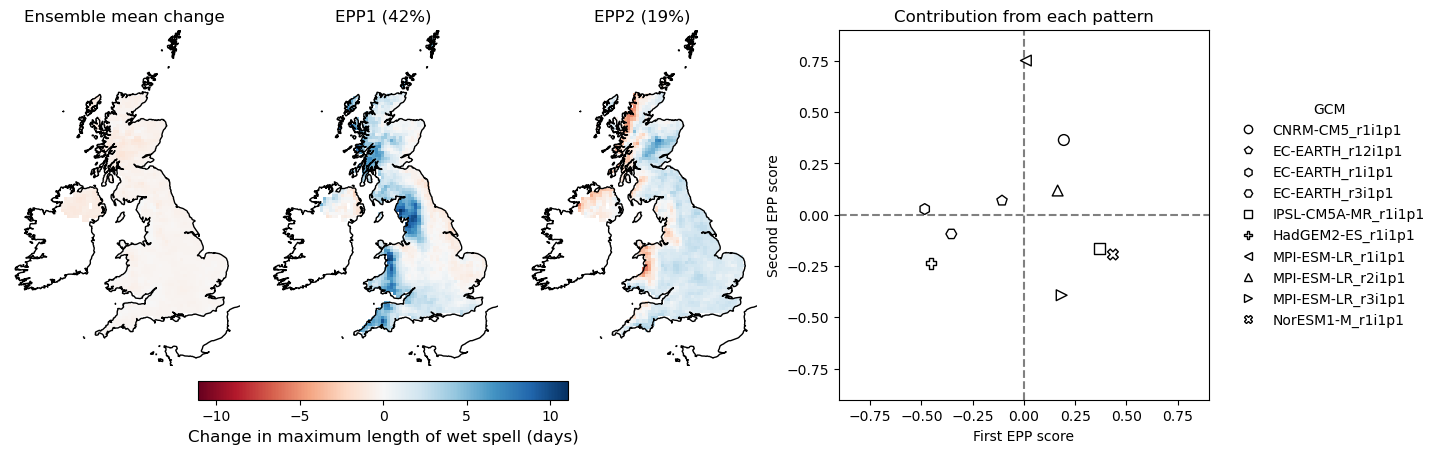 Ensemble mean change
EPP1 (42%)
EPP2 (19%)
Contribution from each pattern
−10
−5
0
5
10
Change in maximum length of wet spell (days)
Second EPP score
0.75
0.50
0.25
0.00
−0.25
−0.50
−0.75
−0.75
−0.50
−0.25
0.00
0.25
0.50
0.75
First EPP score
GCM
CNRM-CM5_r1i1p1
EC-EARTH_r12i1p1
EC-EARTH_r1i1p1
EC-EARTH_r3i1p1
IPSL-CM5A-MR_r1i1p1
HadGEM2-ES_r1i1p1
MPI-ESM-LR_r1i1p1
MPI-ESM-LR_r2i1p1
MPI-ESM-LR_r3i1p1
NorESM1-M_r1i1p1